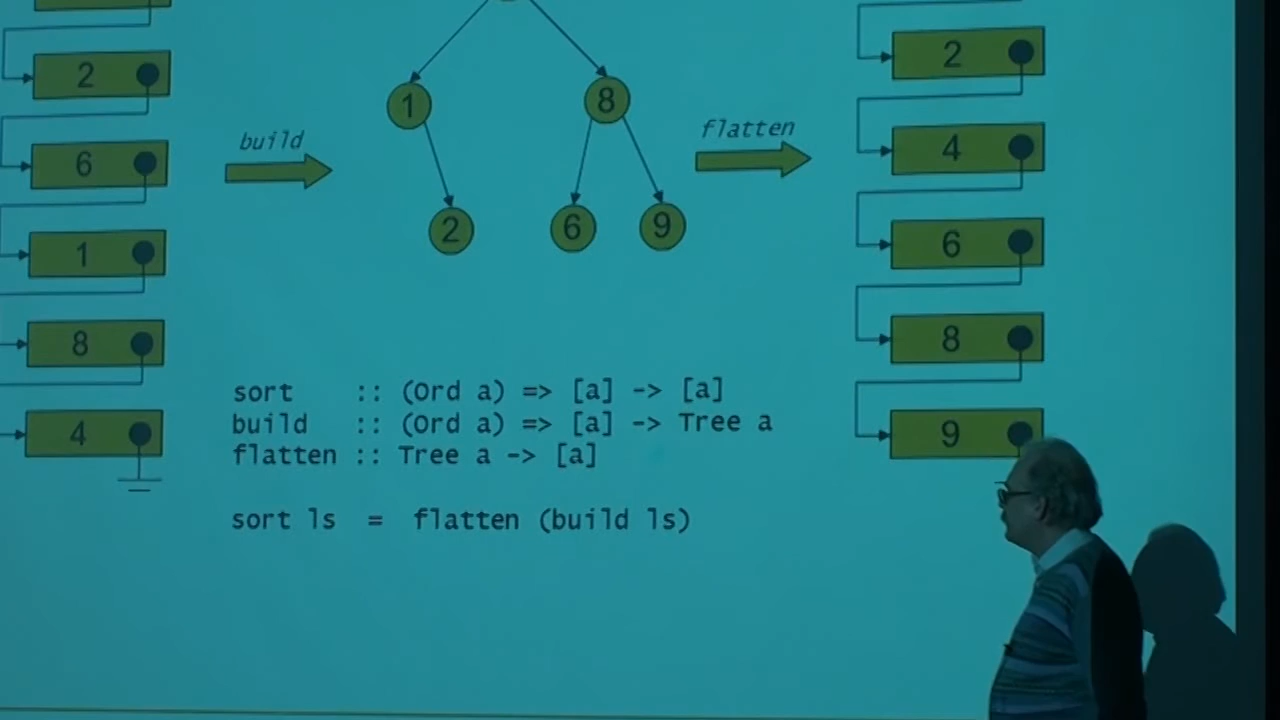 2
6
1
8
4
build
1
8
2
6
9
flatten
2
4
6
8
9
sort :: (Ord a) => [a] -> [a]
build :: (Ord a) => [a] -> Tree a
flatten :: Tree a -> [a]
sort ls = flatten (build ls)